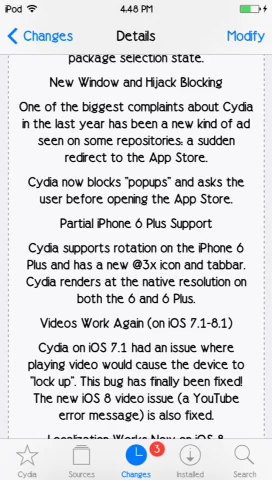 iPod 4:48 PM
Changes Details Modify
package selection state.
New Window and Hijack Blocking
One of the biggest complaints about Cydia
in the last year has been a new kind of ad
seen on some repositories: a sudden
redirect to the App Store.
Cydia now blocks "popups" and asks the
user before opening the App Store.
Partial iPhone 6 Plus Support
Cydia supports rotation on the iPhone 6
Plus and has a new @3x icon and tabbar.
Cydia renders at the native resolution on
both the 6 and 6 Plus.
Videos Work Again (on iOS 7.1-8.1)
Cydia on iOS 7.1 had an issue where
playing video would cause the device to
"lock up". This bug has finally been fixed!
The new iOS 8 video issue (a YouTube
error message) is also fixed.
Localization Works Now on iOS 8
3
Cydia Sources Changes Installed Search